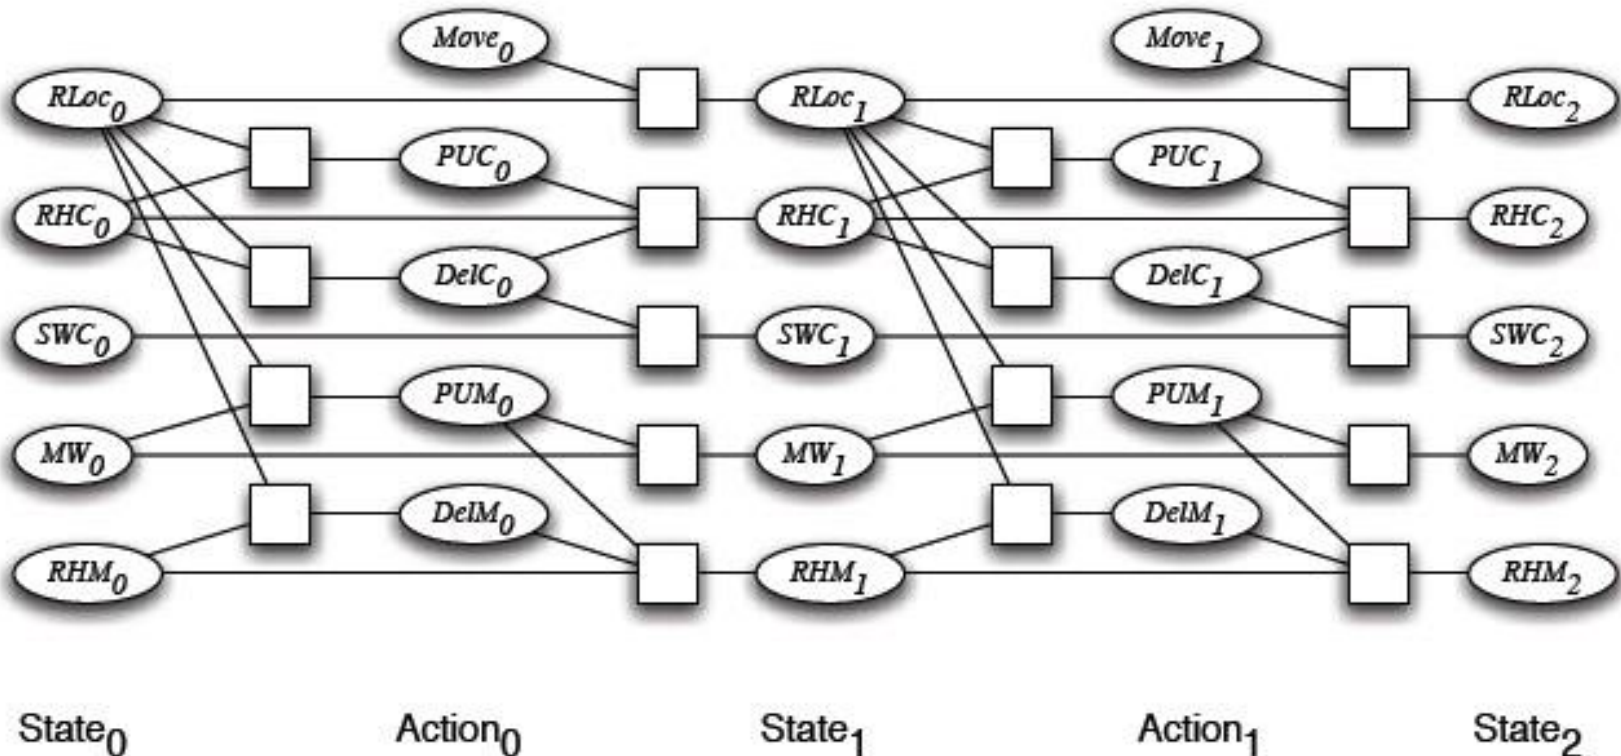 Move0 Move1
RLoc0 RLoc1 RLoc2
PUC0 PUC1
RHC0 RHC1 RHC2
DelC0 DelC1
SWC0 SWC1 SWC2
PUM0 PUM1
MW0 MW1 MW2
DelM0 DelM1
RHM0 RHM1 RHM2
State0 Action0 State1 Action1 State2